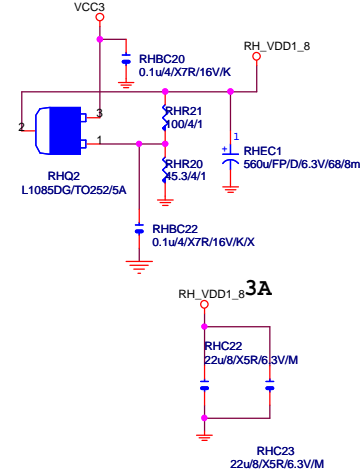 VCC3
RHBC20
0.1u/4/X7R/16V/K
RH_VDD1_8
2
3
1
RHR21
100/4/1
1
+
RHEC1
560u/FP/D/6.3V/68/8m
RHQ2
L1085DG/TO252/5A
RHR20
45.3/4/1
RHBC22
0.1u/4/X7R/16V/K/X
RH_VDD1_8 3A
RHC22
22u/8/X5R/6.3V/M
RHC23
22u/8/X5R/6.3V/M